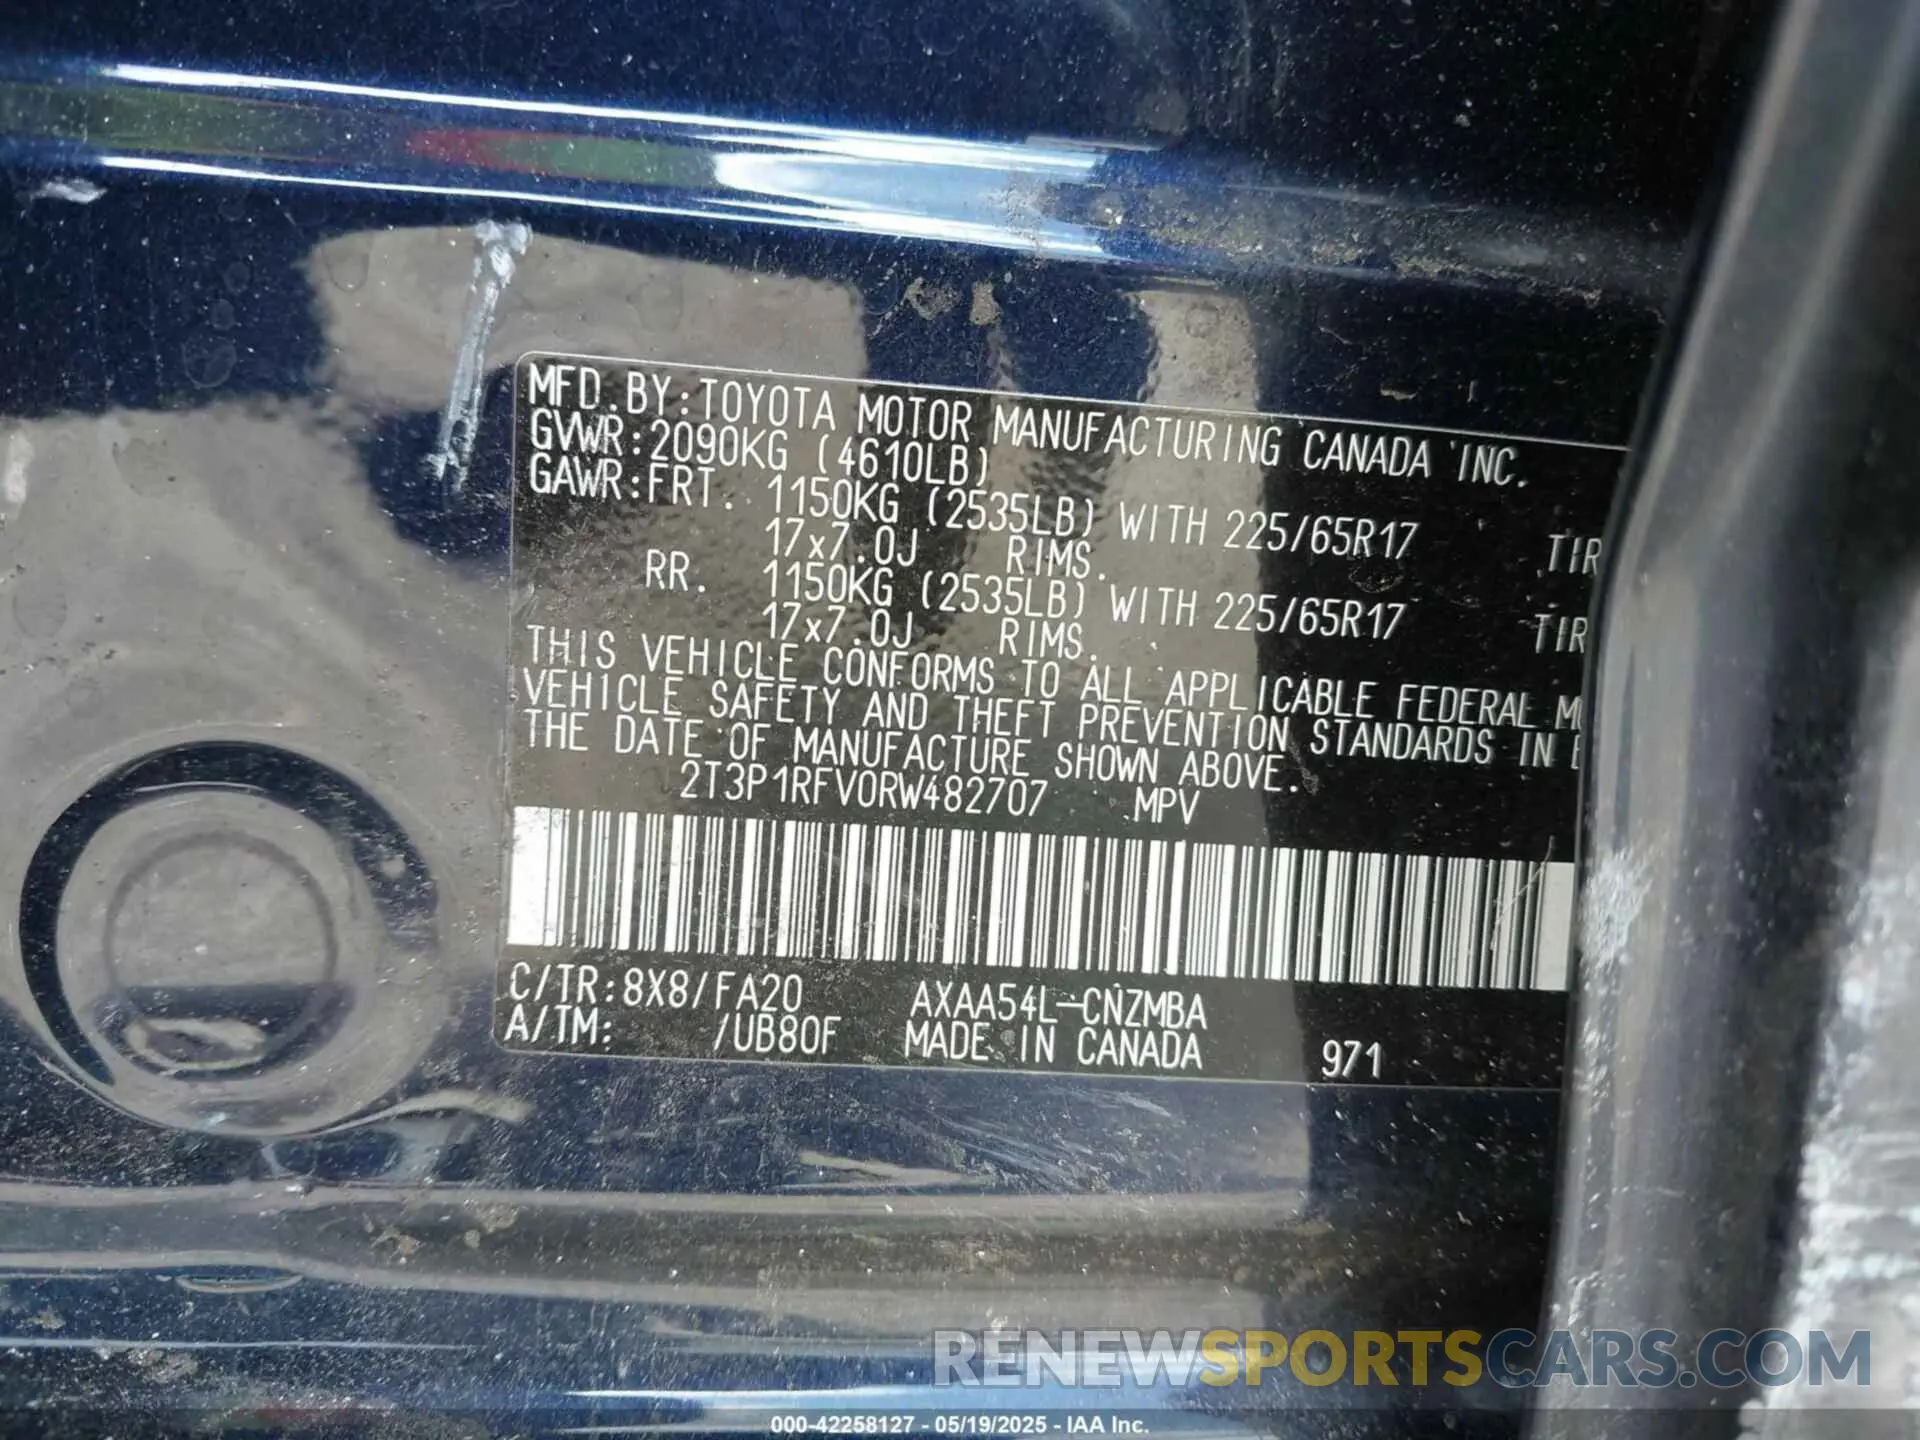 MFD.BY:TOYOTA MOTOR MANUFACTURING CANADA INC.
GVWR:2090KG (4610LB)
GAWR:FRT. 1150KG (2535LB) WITH 225/65R17 TIR
17x7.0J RIMS.
RR. 1150KG (2535LB) WITH 225/65R17 TIR
17x7.0J RIMS.
THIS VEHICLE CONFORMS TO ALL APPLICABLE FEDERAL M
VEHICLE SAFETY AND THEFT PREVENTION STANDARDS IN E
THE DATE OF MANUFACTURE SHOWN ABOVE.
2T3P1RFV0RW482707 MPV
C/TR:8X8/FA20 AXAA54L-CNZMBA
A/TM: /UB80F MADE IN CANADA 971
RENEWSPORTSCARS.COM
000-42258127 - 05/19/2025 - IAA Inc.